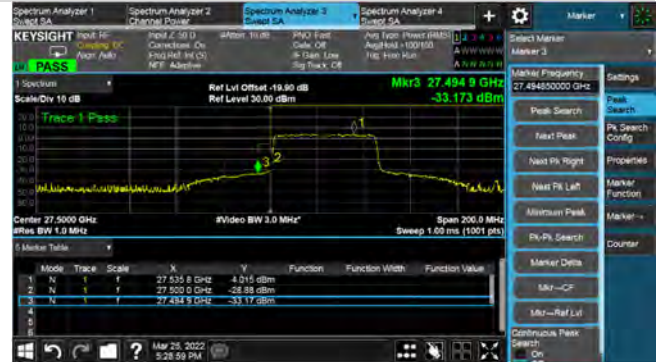 Spectrum Analyzer 1 Swept SA
Spectrum Analyzer 2 Channel Power
Spectrum Analyzer 3 Swept SA
Spectrum Analyzer 4 Swept SA
Marker
KEYSIGHT
Input: RF
Coupling: DC
Align: Auto
Input Z: 50 Ω
Corrections: On
Freq Ref: Int (S)
NFE: Adaptive
#Atten: 10 dB
PNO: Fast
Gate: Off
IF Gain: Low
Sig Track: Off
Avg Type: Power (RMS)
Avg|Hold: >100/100
Trig: Free Run
PASS
Select Marker
Marker 3
Marker Frequency
27.494850000 GHz
Settings
Peak Search
Next Peak
Next Pk Right
Next Pk Left
Minimum Peak
Pk-Pk Search
Marker Delta
Mkr→CF
Mkr→Ref Lvl
Continuous Peak Search
On
Peak Search
Pk Search Config
Properties
Marker Function
Marker→
Counter
1 Spectrum
Scale/Div 10 dB
Ref Lvl Offset -19.90 dB
Ref Level 30.00 dBm
Mkr3 27.494 9 GHz
-33.173 dBm
Trace 1 Pass
1
3
2
Center 27.5000 GHz
#Res BW 1.0 MHz
#Video BW 3.0 MHz*
Span 200.0 MHz
Sweep 1.00 ms (1001 pts)
5 Marker Table
Mode Trace Scale X Y Function Function Width Function Value
1 N 1 f 27.535 8 GHz -4.015 dBm
2 N 1 f 27.500 0 GHz -28.88 dBm
3 N 1 f 27.494 9 GHz -33.17 dBm
4
5
6
Mar 25, 2022
5:28:59 PM